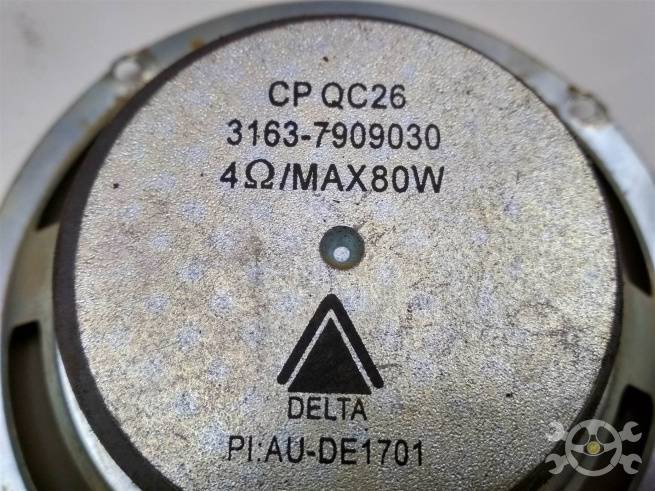 CP QC26
3163-7909030
4Ω/MAX80W
DELTA
PI:AU-DE1701